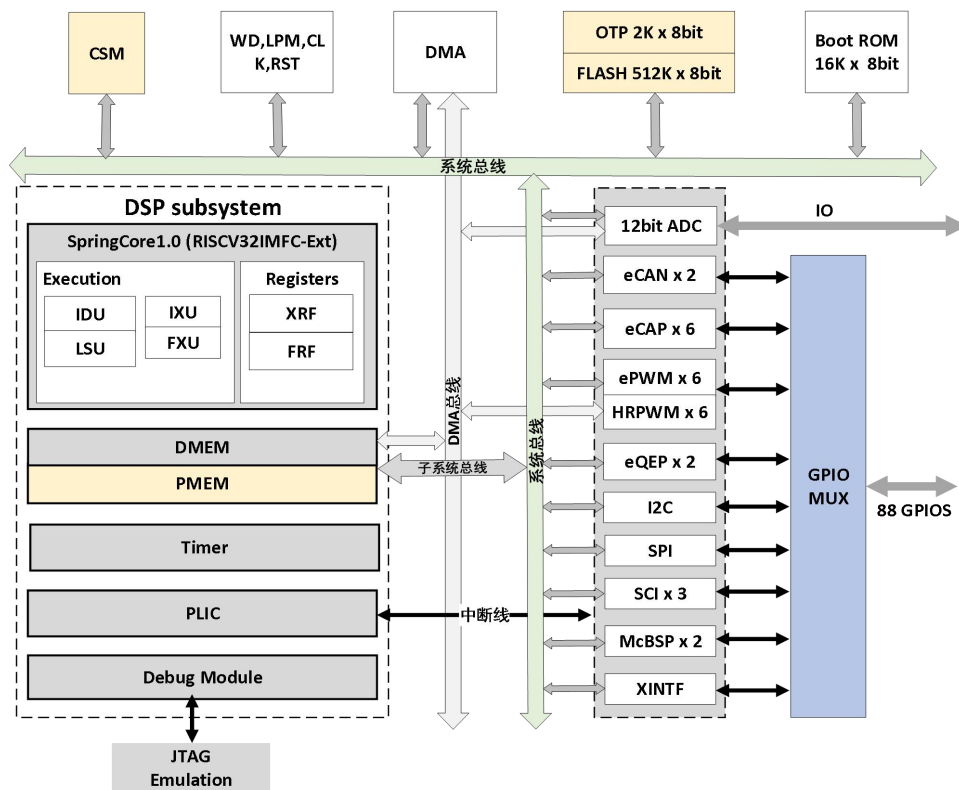 CSM
WD,LPM,CL
K,RST
DMA
OTP 2K x 8bit
FLASH 512K x 8bit
Boot ROM
16K x 8bit
系统总线
DSP subsystem
SpringCore1.0 (RISCV32IMFC-Ext)
Execution
IDU
LSU
IXU
FXU
Registers
XRF
FRF
DMEM
PMEM
Timer
PLIC
Debug Module
JTAG
Emulation
DMA总线
子系统总线
系统总线
中断线
12bit ADC
eCAN x 2
eCAP x 6
ePWM x 6
HRPWM x 6
eQEP x 2
I2C
SPI
SCI x 3
McBSP x 2
XINTF
IO
GPIO
MUX
88 GPIOS